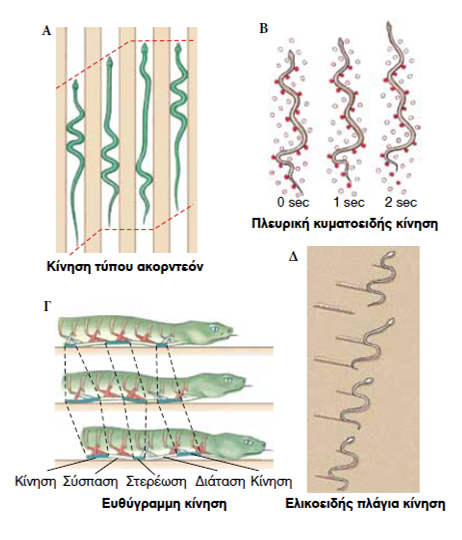 Α
Κίνηση τύπου ακορντεόν
Β
0 sec 1 sec 2 sec
Πλευρική κυματοειδής κίνηση
Γ
Κίνηση Σύσπαση Στερέωση Διάταση Κίνηση
Ευθύγραμμη κίνηση
Δ
Ελικοειδής πλάγια κίνηση